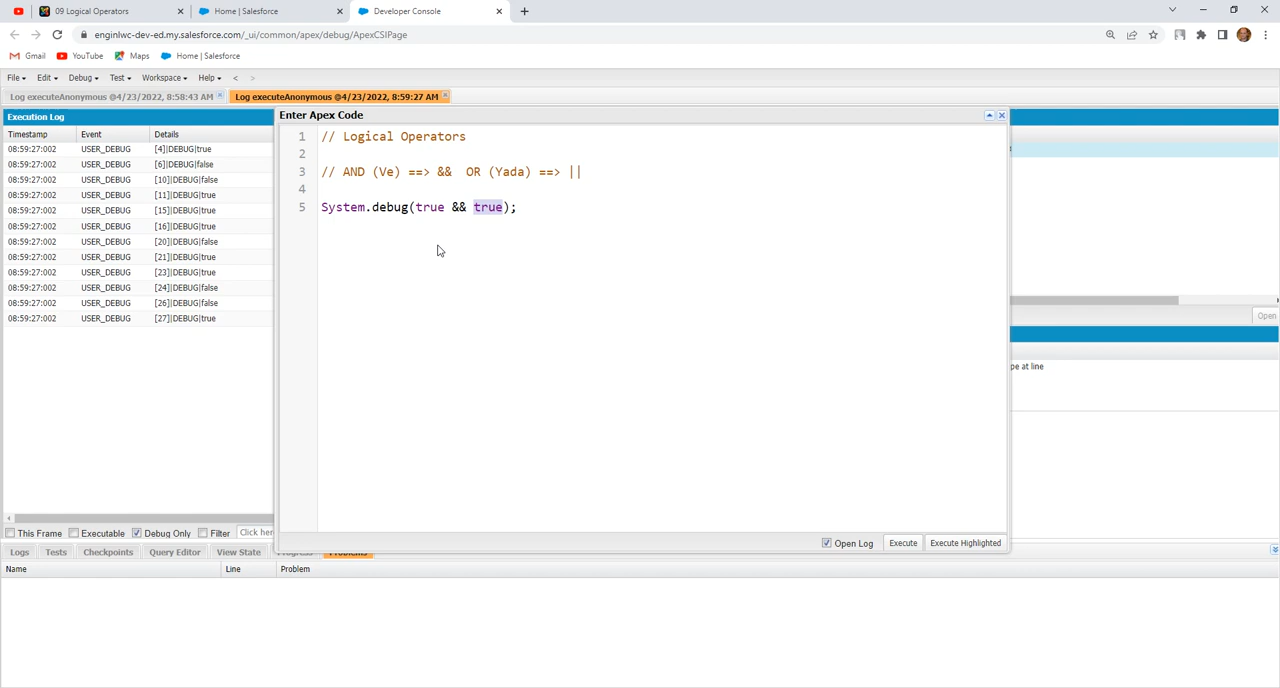 09 Logical Operators
Home | Salesforce
Developer Console
enginlwc-dev-ed.my.salesforce.com/_ui/common/apex/debug/ApexCSIPage
Gmail YouTube Maps Home | Salesforce
File Edit Debug Test Workspace Help < >
Log executeAnonymous @4/23/2022, 8:58:43 AM
Log executeAnonymous @4/23/2022, 8:59:27 AM
Execution Log
Timestamp Event Details
08:59:27:002 USER_DEBUG [4]|DEBUG|true
08:59:27:002 USER_DEBUG [6]|DEBUG|false
08:59:27:002 USER_DEBUG [10]|DEBUG|false
08:59:27:002 USER_DEBUG [11]|DEBUG|true
08:59:27:002 USER_DEBUG [15]|DEBUG|true
08:59:27:002 USER_DEBUG [16]|DEBUG|true
08:59:27:002 USER_DEBUG [20]|DEBUG|false
08:59:27:002 USER_DEBUG [21]|DEBUG|true
08:59:27:002 USER_DEBUG [23]|DEBUG|true
08:59:27:002 USER_DEBUG [24]|DEBUG|false
08:59:27:002 USER_DEBUG [26]|DEBUG|false
08:59:27:002 USER_DEBUG [27]|DEBUG|true
Enter Apex Code
1 // Logical Operators
2
3 // AND (Ve) ==> && OR (Yada) ==> ||
4
5 System.debug(true && true);
Open
pe at line
Open Log Execute Execute Highlighted
This Frame Executable Debug Only Filter Click her
Logs Tests Checkpoints Query Editor View State Progress Problems
Name Line Problem